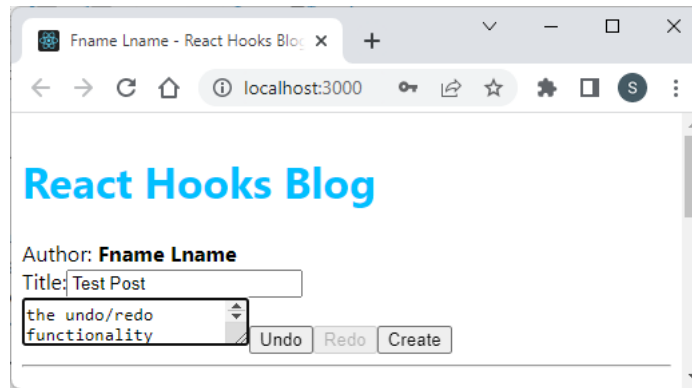 Fname Lname - React Hooks Blog
localhost:3000
S
React Hooks Blog
Author: Fname Lname
Title: Test Post
the undo/redo
functionality
Undo Redo Create